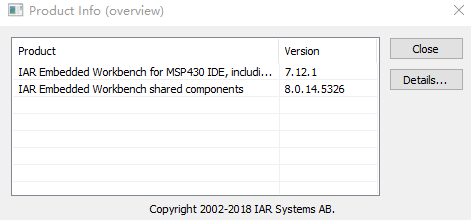 Product Info (overview)
Product Version Close
IAR Embedded Workbench for MSP430 IDE, includi... 7.12.1
IAR Embedded Workbench shared components 8.0.14.5326
Details...
Copyright 2002-2018 IAR Systems AB.